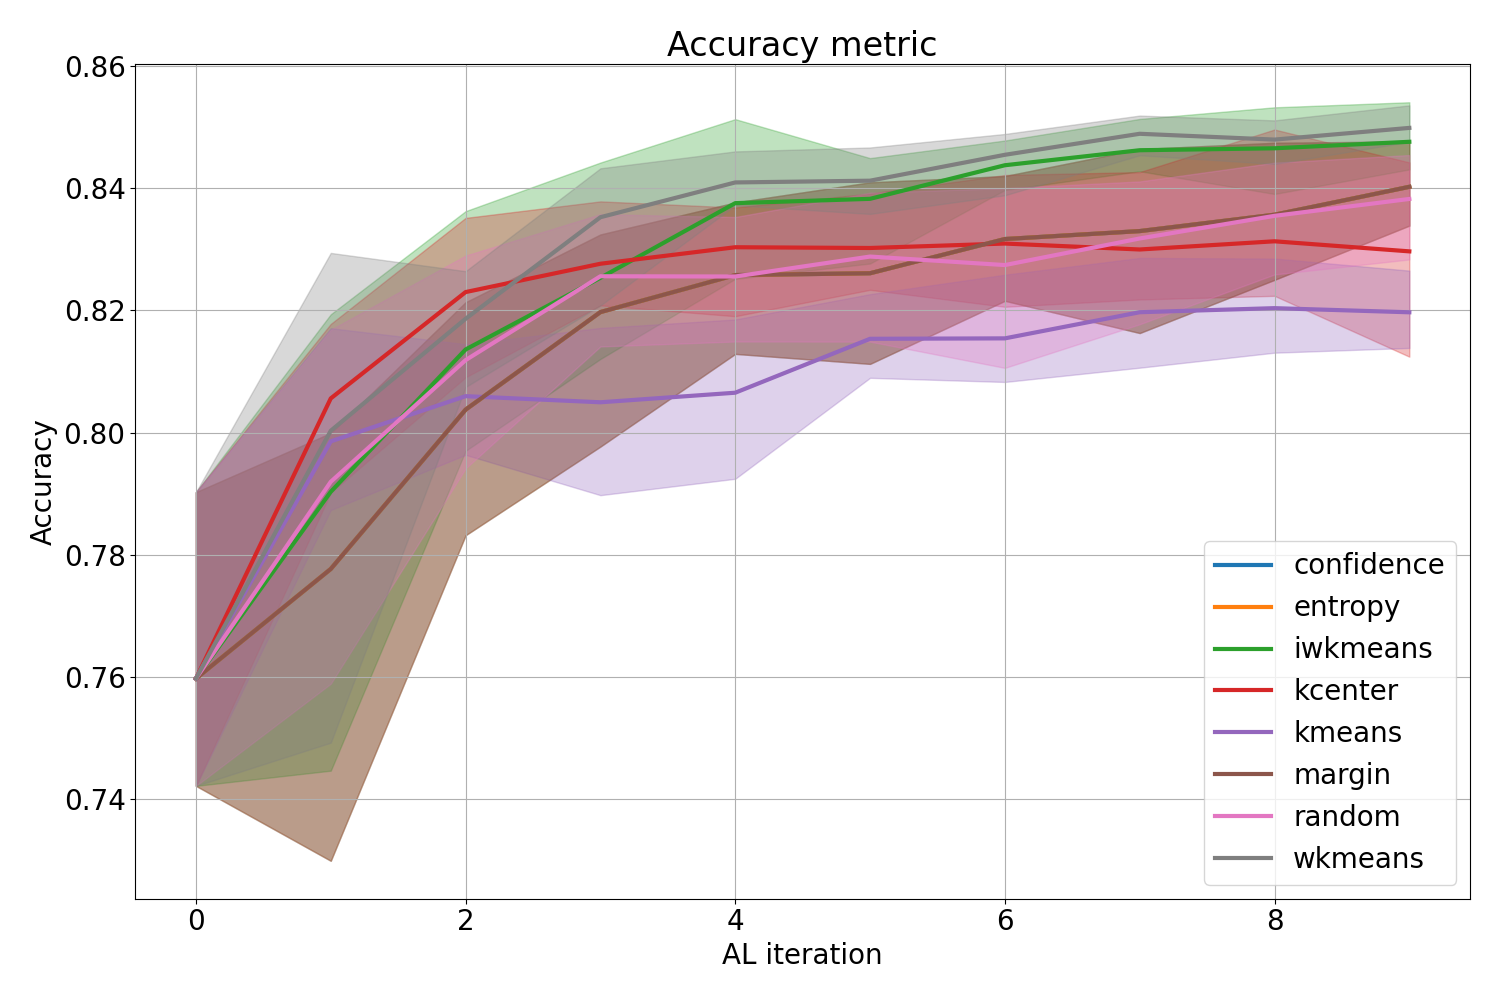 Accuracy metric
0.86
0.84
0.82
0.80
0.78
0.76
0.74
Accuracy
0 2 4 6 8
AL iteration
confidence
entropy
iwkmeans
kcenter
kmeans
margin
random
wkmeans